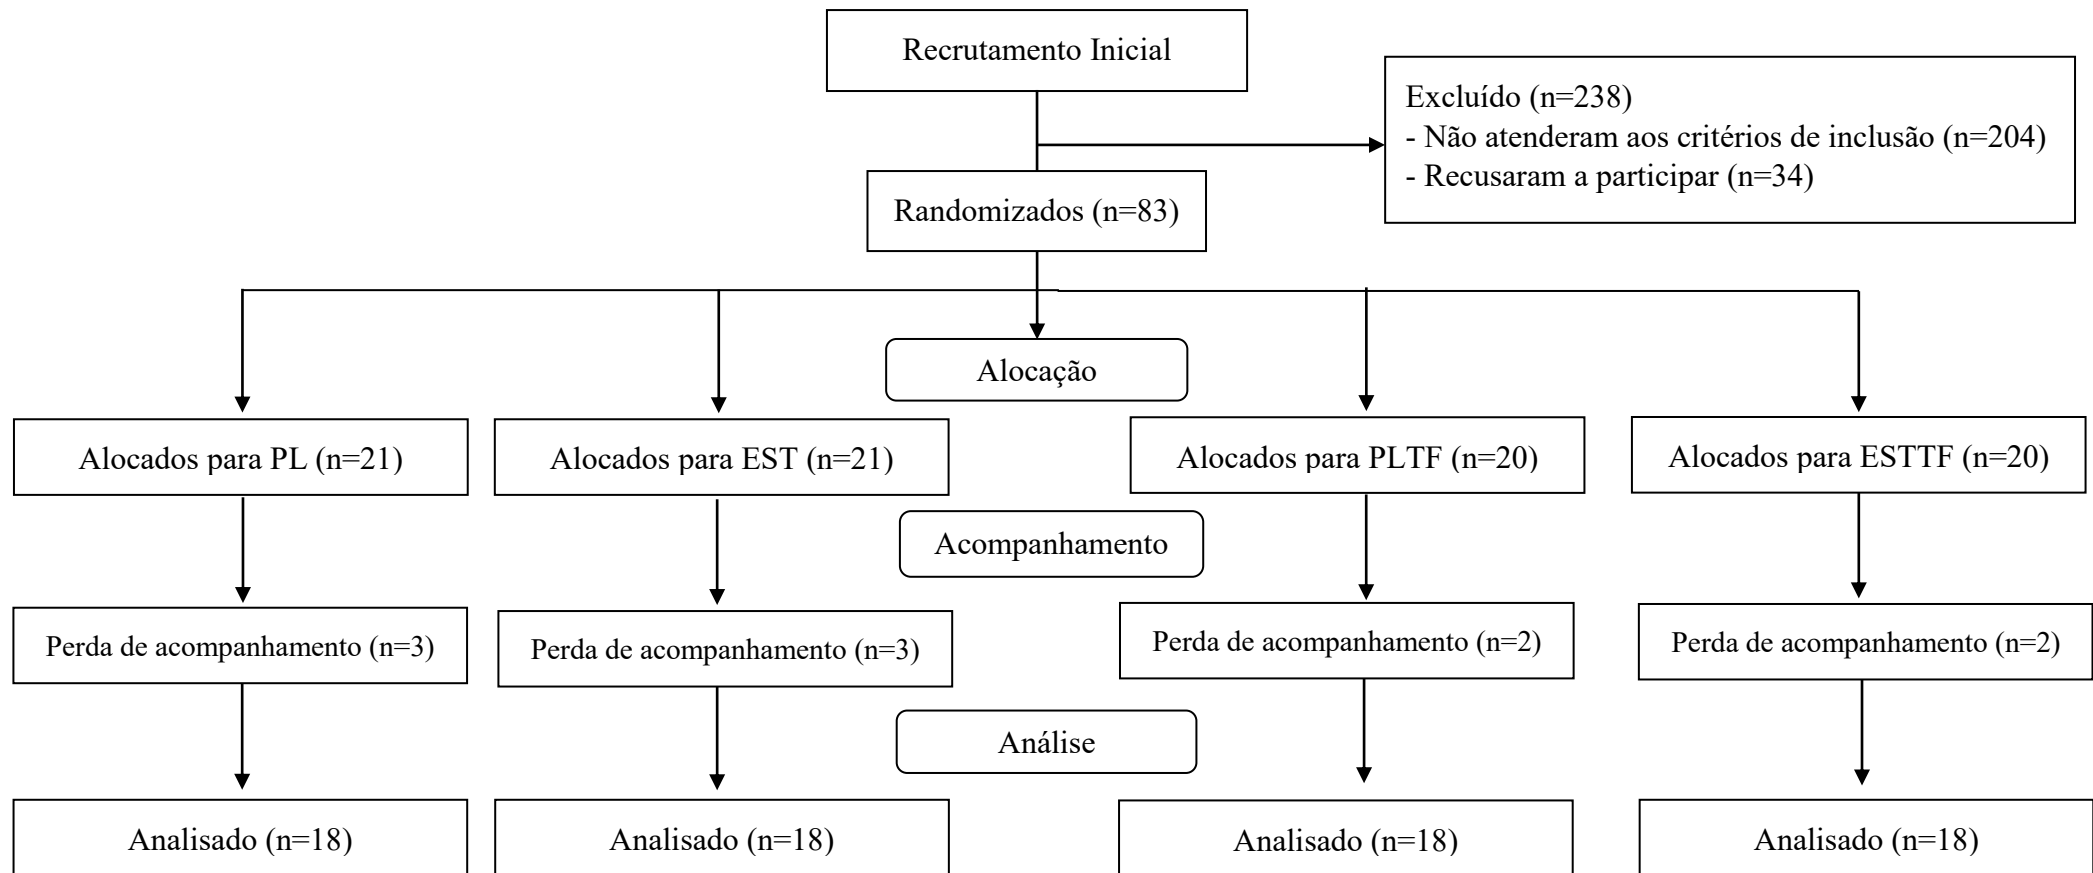 Recrutamento Inicial
Excluído (n=238)
- Não atenderam aos critérios de inclusão (n=204)
- Recusaram a participar (n=34)
Randomizados (n=83)
Alocação
Alocados para PL (n=21)
Alocados para EST (n=21)
Alocados para PLTF (n=20)
Alocados para ESTTF (n=20)
Acompanhamento
Perda de acompanhamento (n=3)
Perda de acompanhamento (n=3)
Perda de acompanhamento (n=2)
Perda de acompanhamento (n=2)
Análise
Analisado (n=18)
Analisado (n=18)
Analisado (n=18)
Analisado (n=18)